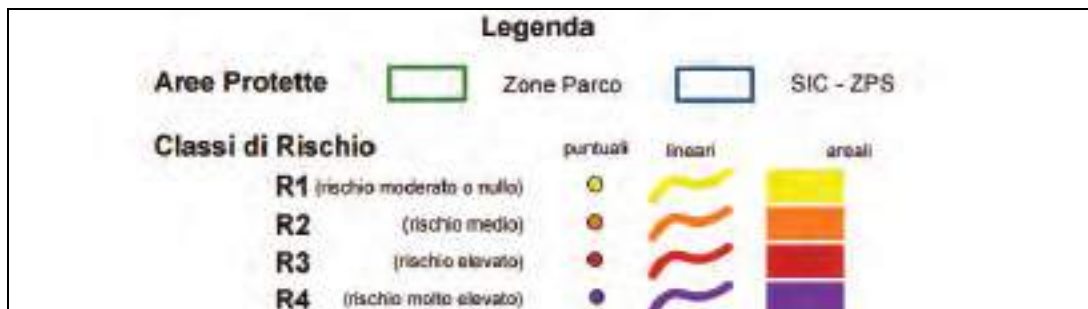 Legenda
Aree Protette Zone Parco SIC - ZPS
Classi di Rischio puntuali lineari areali
R1 (rischio moderato o nullo)
R2 (rischio medio)
R3 (rischio elevato)
R4 (rischio molto elevato)